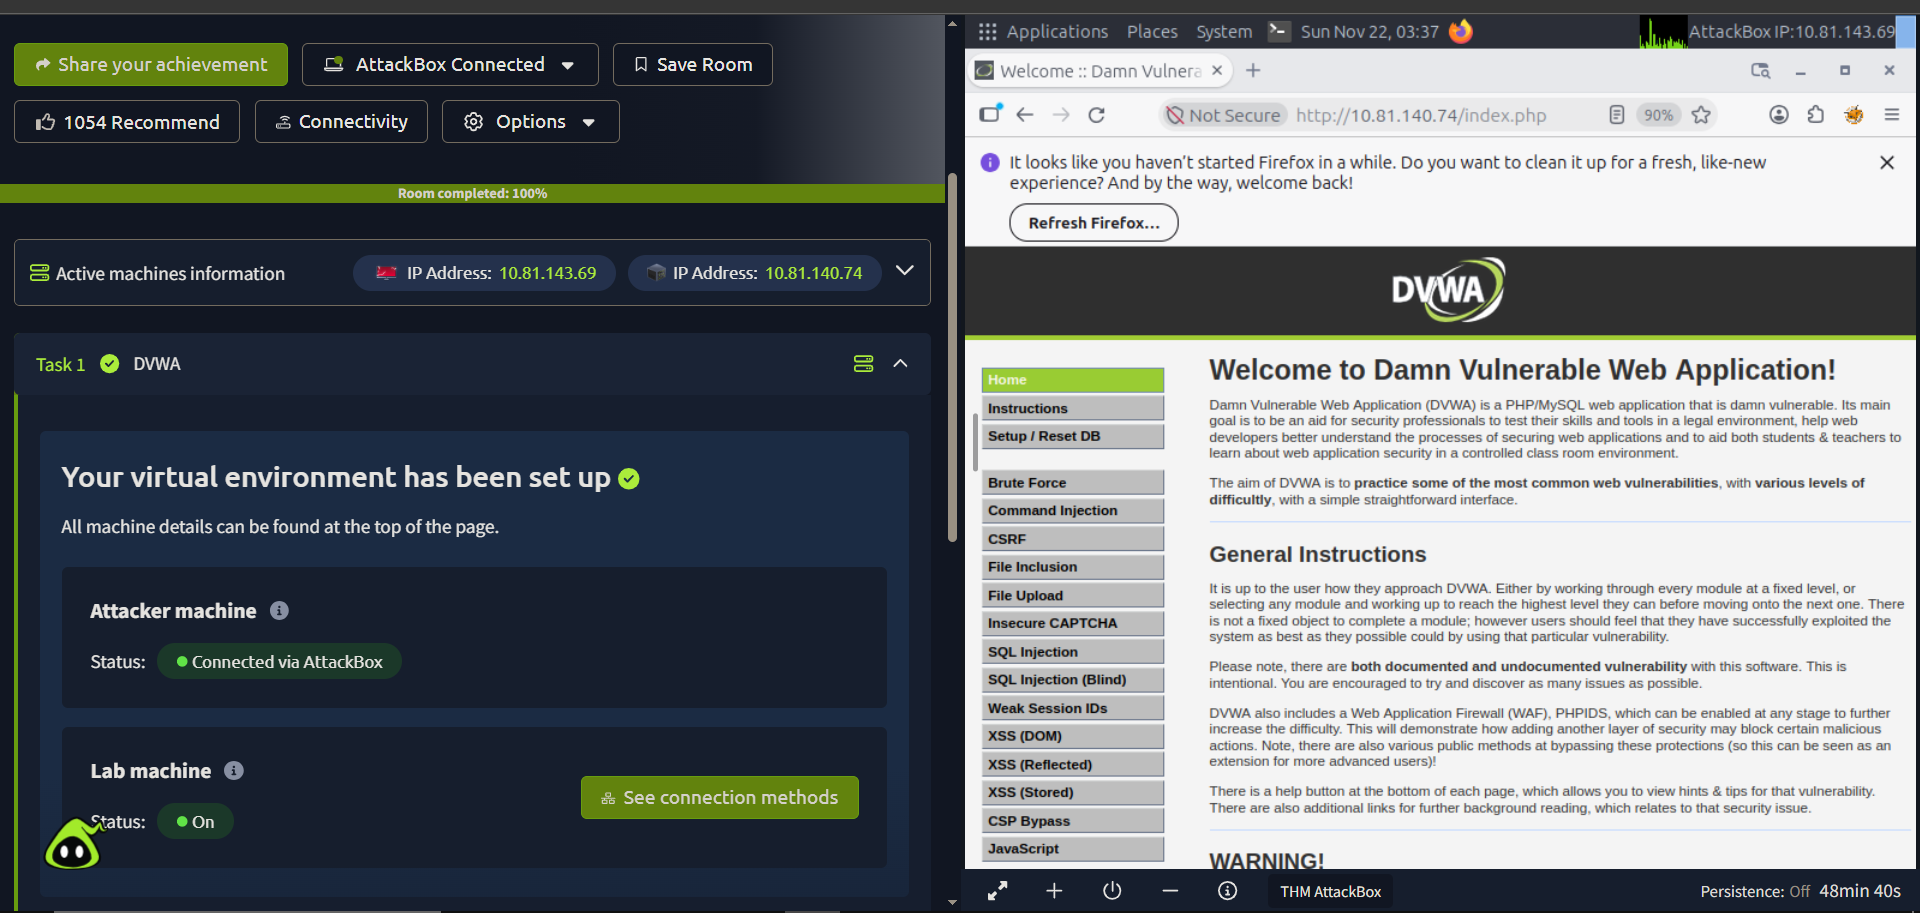 Share your achievement
AttackBox Connected
Save Room
1054 Recommend
Connectivity
Options
Room completed: 100%
Active machines information
IP Address: 10.81.143.69
IP Address: 10.81.140.74
Task 1
DVWA
Your virtual environment has been set up
All machine details can be found at the top of the page.
Attacker machine
Status:
Connected via AttackBox
Lab machine
Status:
On
See connection methods
Applications
Places
System
Sun Nov 22, 03:37
AttackBox IP:10.81.143.69
Welcome :: Damn Vulnera
Not Secure
http://10.81.140.74/index.php
90%
It looks like you haven't started Firefox in a while. Do you want to clean it up for a fresh, like-new
experience? And by the way, welcome back!
Refresh Firefox...
DVWA
Home
Instructions
Setup / Reset DB
Brute Force
Command Injection
CSRF
File Inclusion
File Upload
Insecure CAPTCHA
SQL Injection
SQL Injection (Blind)
Weak Session IDs
XSS (DOM)
XSS (Reflected)
XSS (Stored)
CSP Bypass
JavaScript
Welcome to Damn Vulnerable Web Application!
Damn Vulnerable Web Application (DVWA) is a PHP/MySQL web application that is damn vulnerable. Its main
goal is to be an aid for security professionals to test their skills and tools in a legal environment, help web
developers better understand the processes of securing web applications and to aid both students & teachers to
learn about web application security in a controlled class room environment.
The aim of DVWA is to practice some of the most common web vulnerabilities, with various levels of
difficultly, with a simple straightforward interface.
General Instructions
It is up to the user how they approach DVWA. Either by working through every module at a fixed level, or
selecting any module and working up to reach the highest level they can before moving onto the next one. There
is not a fixed object to complete a module; however users should feel that they have successfully exploited the
system as best as they possible could by using that particular vulnerability.
Please note, there are both documented and undocumented vulnerability with this software. This is
intentional. You are encouraged to try and discover as many issues as possible.
DVWA also includes a Web Application Firewall (WAF), PHPIDS, which can be enabled at any stage to further
increase the difficulty. This will demonstrate how adding another layer of security may block certain malicious
actions. Note, there are also various public methods at bypassing these protections (so this can be seen as an
extension for more advanced users)!
There is a help button at the bottom of each page, which allows you to view hints & tips for that vulnerability.
There are also additional links for further background reading, which relates to that security issue.
WARNING!
THM AttackBox
Persistence: Off
48min 40s